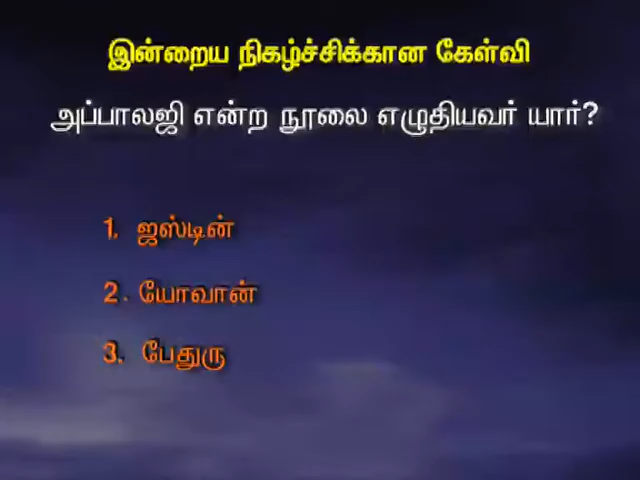 இன்றைய நிகழ்ச்சிக்கான கேள்வி
அப்பாலஜி என்ற நூலை எழுதியவர் யார்?
1. ஜஸ்டின்
2. யோவான்
3. பேதுரு